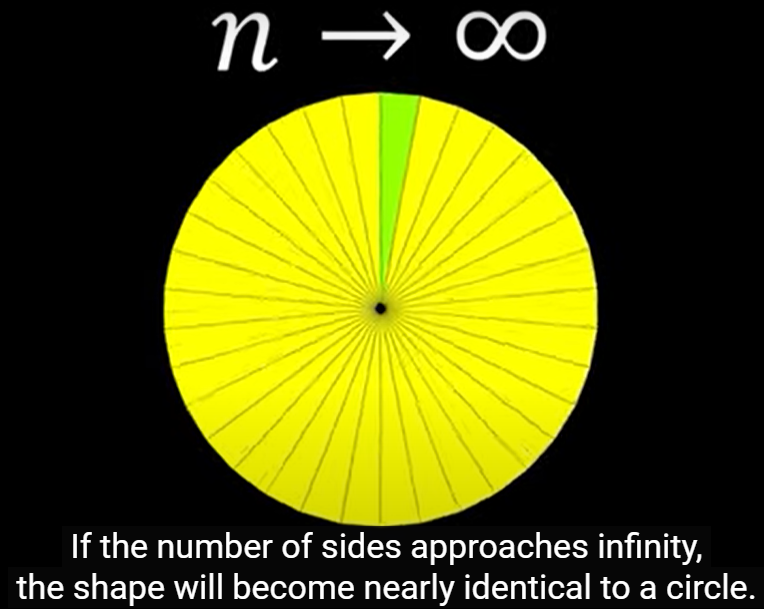 n → ∞
If the number of sides approaches infinity,
the shape will become nearly identical to a circle.